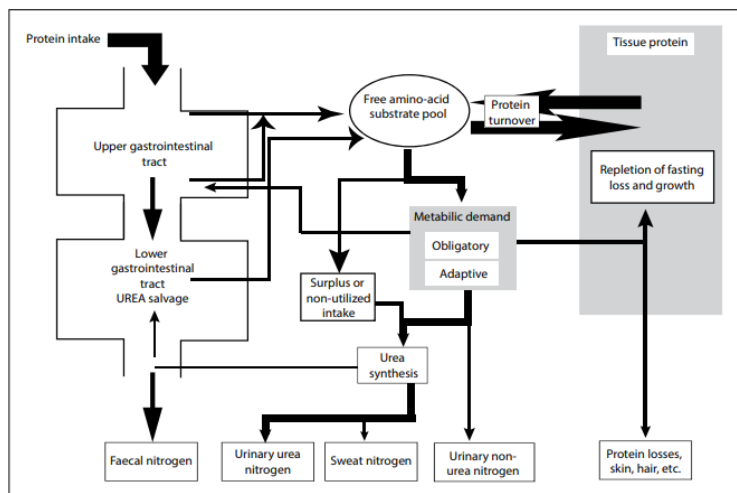 Protein intake
Tissue protein
Free amino-acid
substrate pool
Protein
turnover
Upper gastrointestinal
tract
Repletion of fasting
loss and growth
Metabilic demand
Obligatory
Adaptive
Lower
gastrointestinal
tract
UREA salvage
Surplus or
non-utilized
intake
Urea
synthesis
Faecal nitrogen
Urinary urea
nitrogen
Sweat nitrogen
Urinary non-
urea nitrogen
Protein losses,
skin, hair, etc.